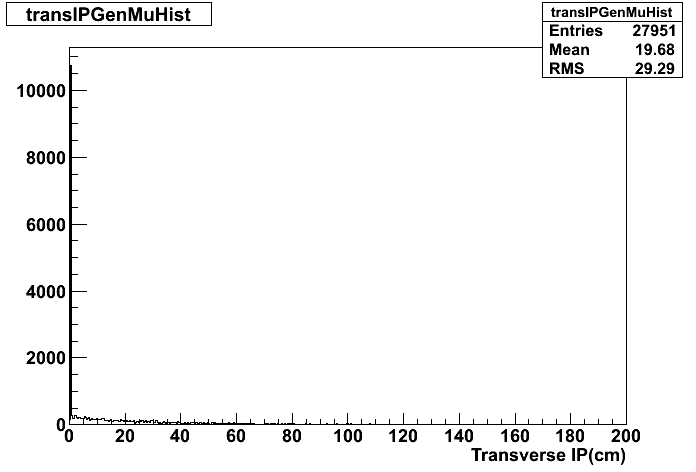 transIPGenMuHist
transIPGenMuHist
Entries 27951
Mean 19.68
RMS 29.29
10000
8000
6000
4000
2000
0
0 20 40 60 80 100 120 140 160 180 200
Transverse IP(cm)